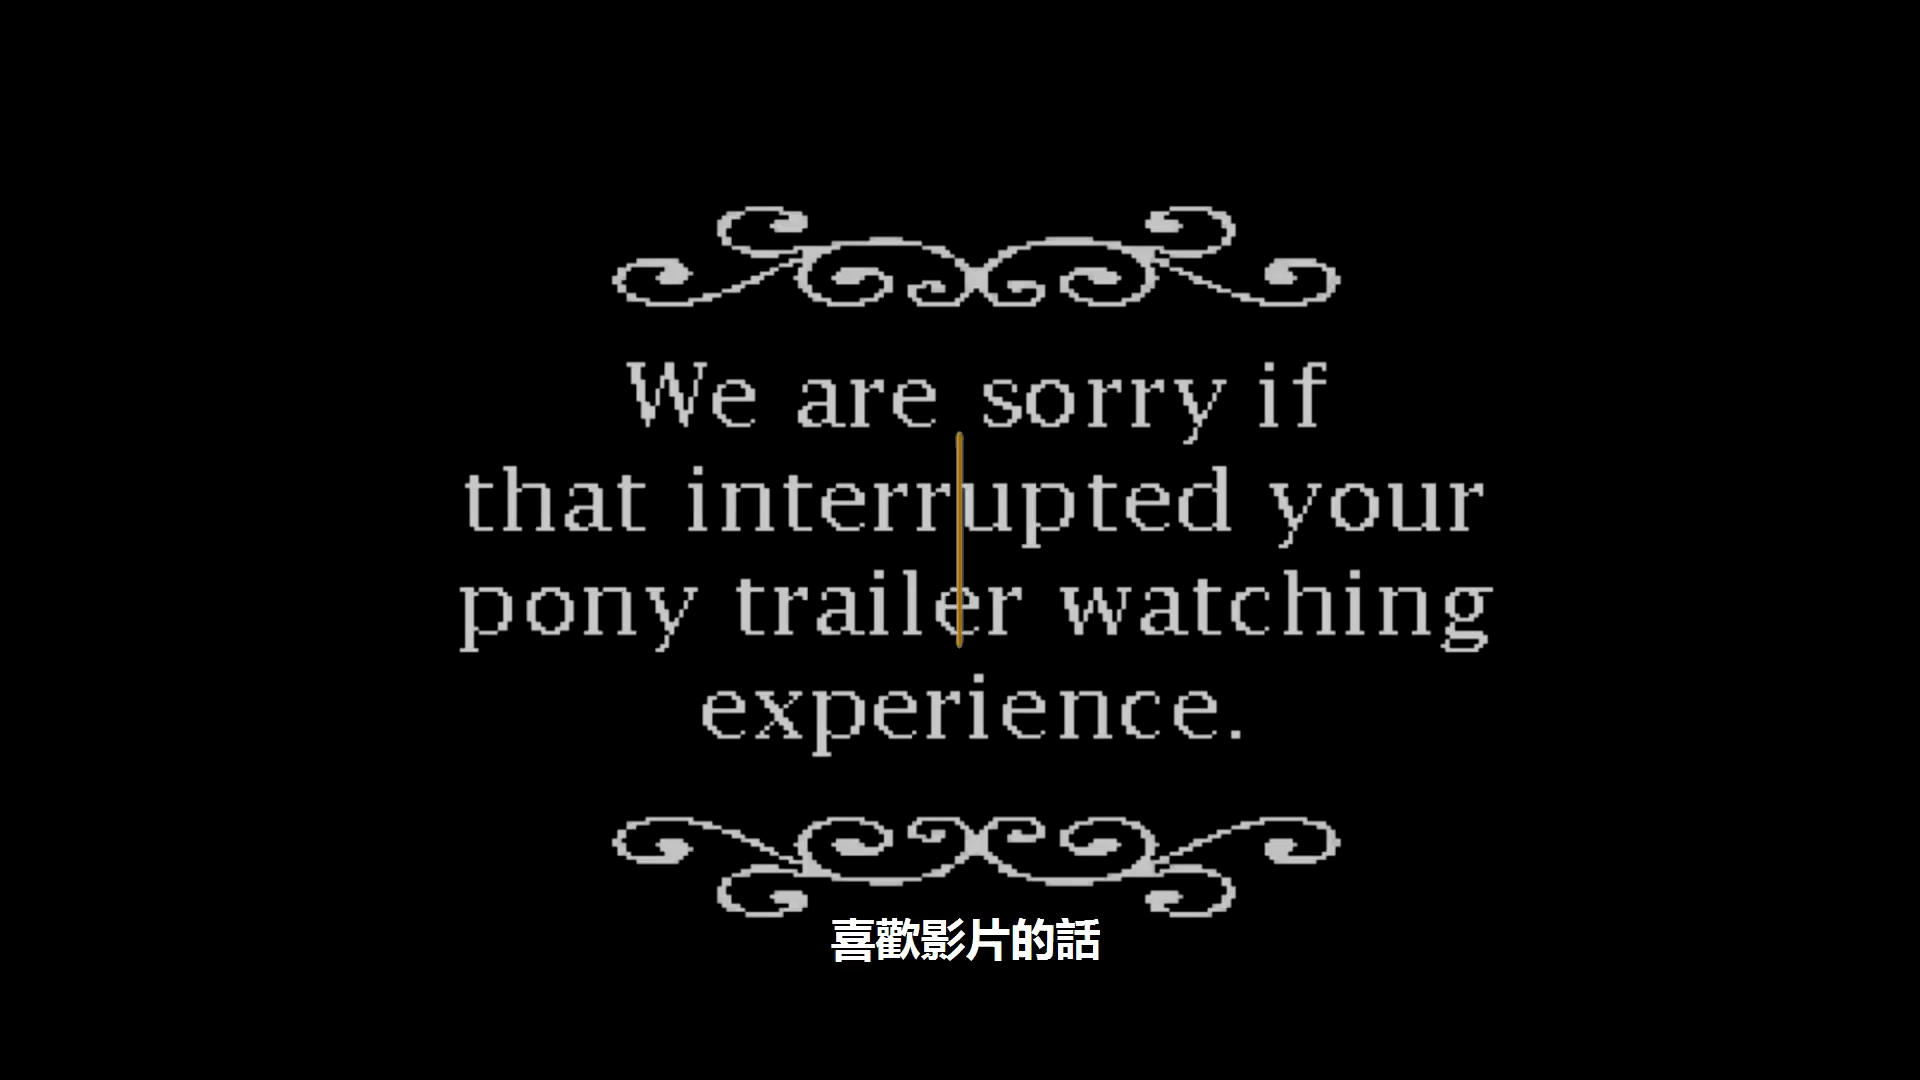 We are sorry if
that interrupted your
pony trailer watching
experience.
喜歡影片的話